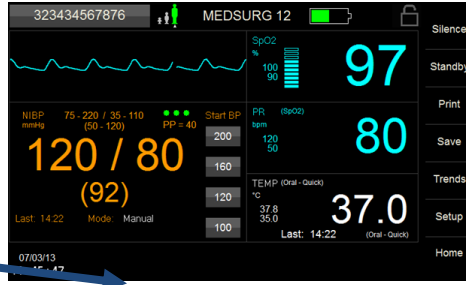 323434567876 MEDSURG 12
Silence
Standby
Print
Save
Trends
Setup
Home
SpO2
%
100
90
97
NIBP
mmHg
75 - 220 / 35 - 110
(50 - 120)
PP = 40
120 / 80
(92)
Last: 14:22 Mode: Manual
Start BP
200
160
120
100
PR (SpO2)
bpm
120
50
80
TEMP (Oral - Quick)
°C
37.8
35.0
37.0
Last: 14:22 (Oral - Quick)
07/03/13